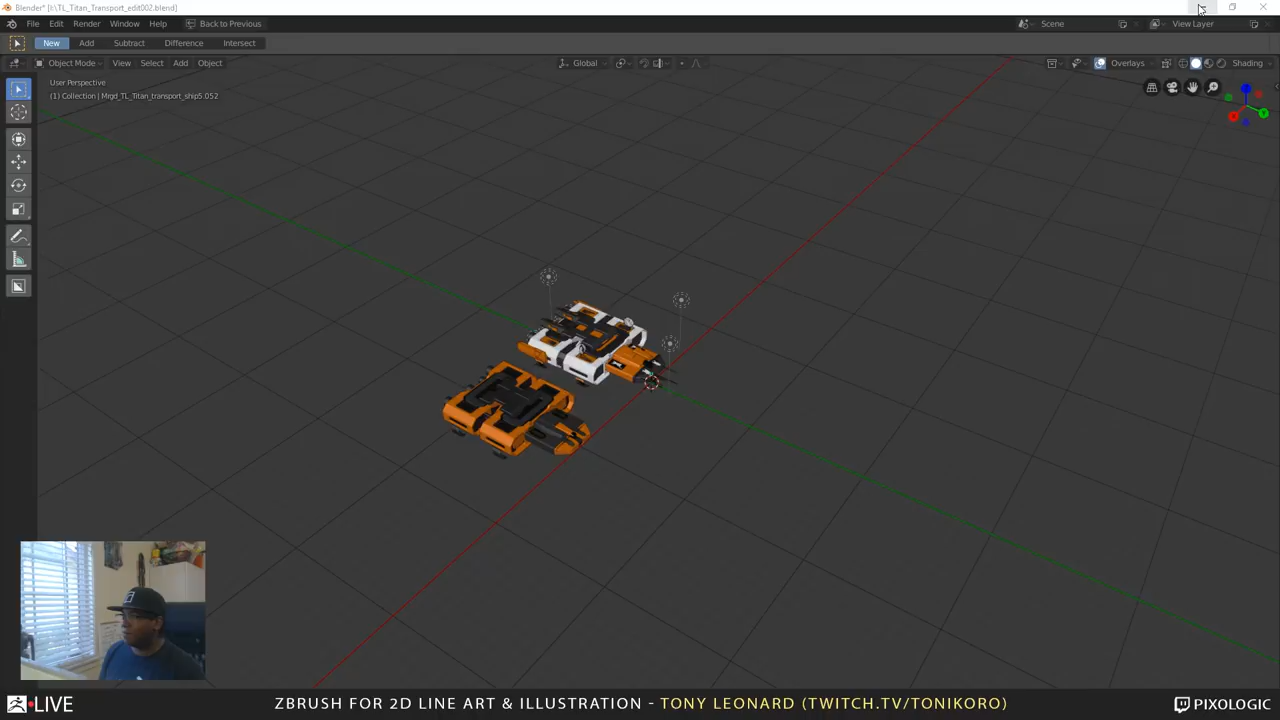 Blender* [I:\TL_Titan_Transport_edit002.blend]
File Edit Render Window Help Back to Previous Scene View Layer
New Add Subtract Difference Intersect
Object Mode View Select Add Object Global Overlays Shading
User Perspective
(1) Collection | Mrgd_TL_Titan_transport_ship5.052
LIVE ZBRUSH FOR 2D LINE ART & ILLUSTRATION - TONY LEONARD (TWITCH.TV/TONIKORO) PIXOLOGIC